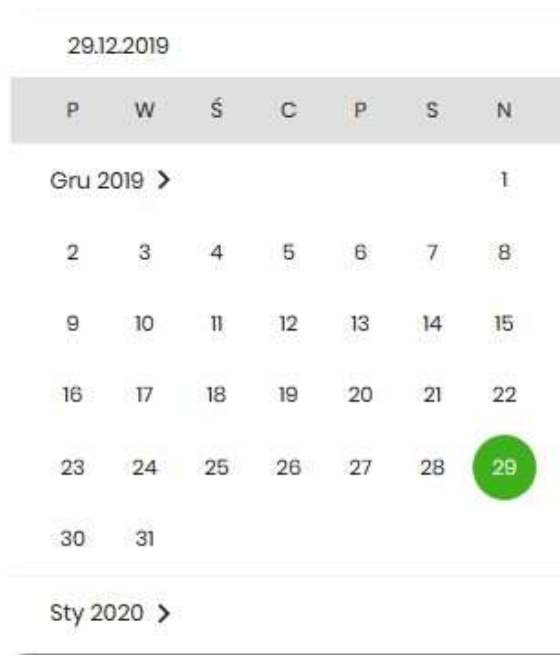 29.12.2019
P W Ś C P S N
Gru 2019 1
2 3 4 5 6 7 8
9 10 11 12 13 14 15
16 17 18 19 20 21 22
23 24 25 26 27 28 29
30 31
Sty 2020